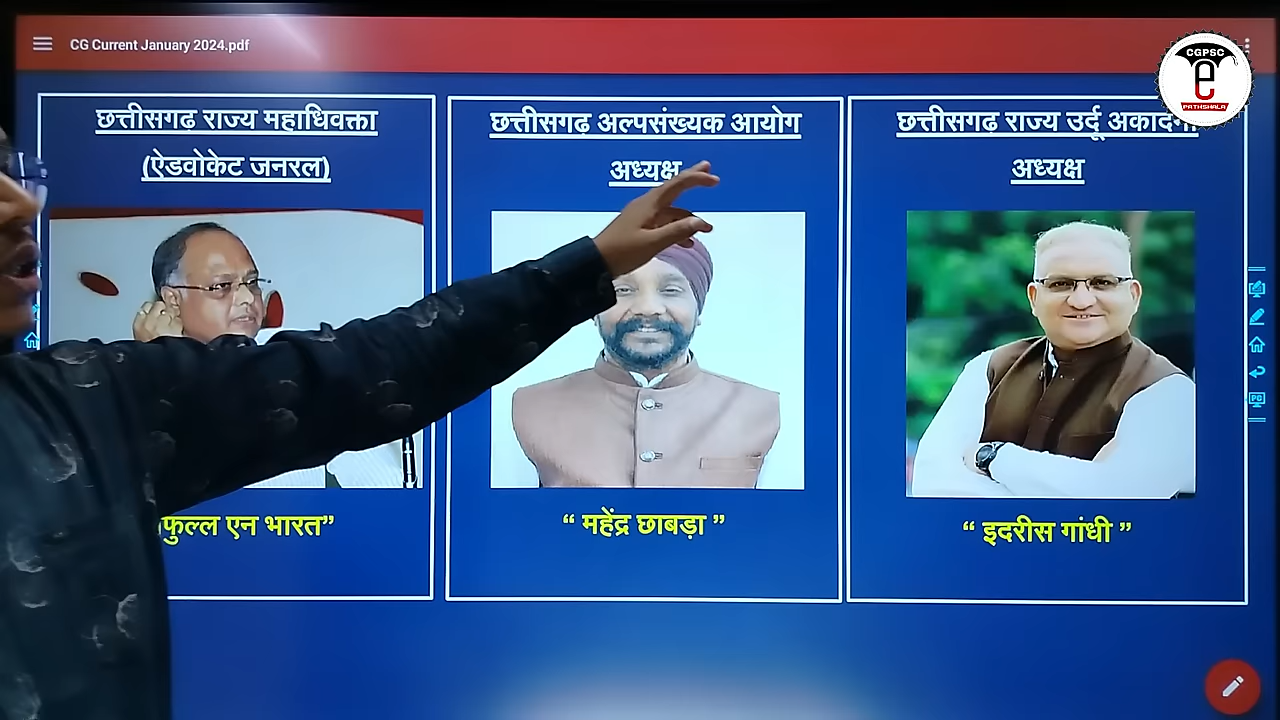 CG Current January 2024.pdf
CGPSC
e
PATHSHALA
छत्तीसगढ़ राज्य महाधिवक्ता
(ऐडवोकेट जनरल)
एन भारत”
छत्तीसगढ़ अल्पसंख्यक आयोग
अध्यक्ष
“ महेंद्र छाबड़ा ”
छत्तीसगढ़ राज्य उर्दू
अध्यक्ष
“ इदरीस गांधी ”